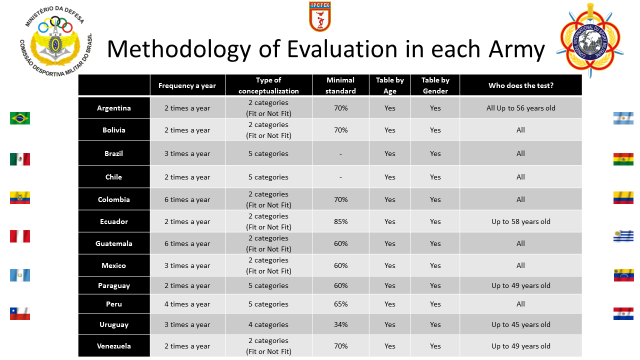 MINISTÉRIO DA DEFESA
COMISSÃO DESPORTIVA MILITAR DO BRASIL
Methodology of Evaluation in each Army
Frequency a year Type of conceptualization Minimal standard Table by Age Table by Gender Who does the test?
Argentina 2 times a year 2 categories (Fit or Not Fit) 70% Yes Yes All Up to 56 years old
Bolivia 2 times a year 2 categories (Fit or Not Fit) 70% Yes Yes All
Brazil 3 times a year 5 categories - Yes Yes All
Chile 2 times a year 5 categories - Yes Yes All
Colombia 6 times a year 2 categories (Fit or Not Fit) 70% Yes Yes All
Ecuador 2 times a year 2 categories (Fit or Not Fit) 85% Yes Yes Up to 58 years old
Guatemala 6 times a year 2 categories (Fit or Not Fit) 60% Yes Yes All
Mexico 3 times a year 2 categories (Fit or Not Fit) 60% Yes Yes All
Paraguay 2 times a year 5 categories 60% Yes Yes Up to 49 years old
Peru 4 times a year 5 categories 65% Yes Yes All
Uruguay 3 times a year 4 categories 34% Yes Yes Up to 45 years old
Venezuela 2 times a year 2 categories (Fit or Not Fit) 70% Yes Yes Up to 49 years old